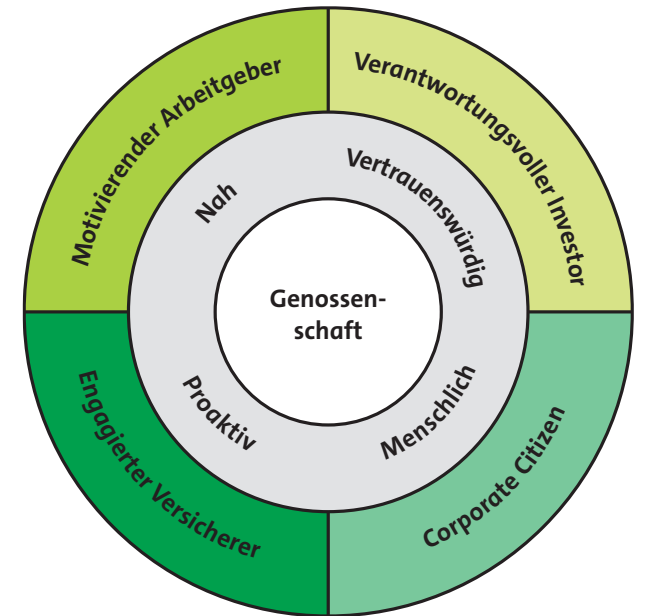 Motivierender Arbeitgeber
Verantwortungsvoller Investor
Nah
Vertrauenswürdig
Genossen-
schaft
Proaktiv
Menschlich
Engagierter Versicherer
Corporate Citizen